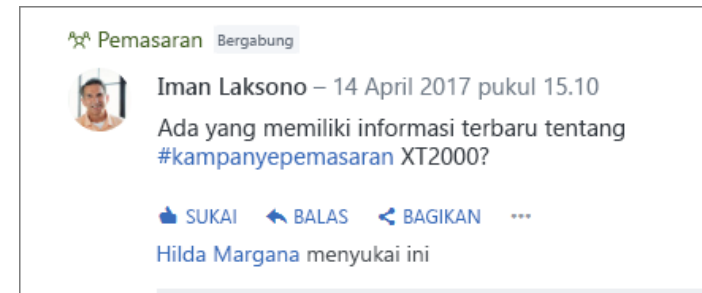 Pemasaran Bergabung
Iman Laksono – 14 April 2017 pukul 15.10
Ada yang memiliki informasi terbaru tentang
#kampanyepemasaran XT2000?
SUKAI BALAS BAGIKAN ...
Hilda Margana menyukai ini